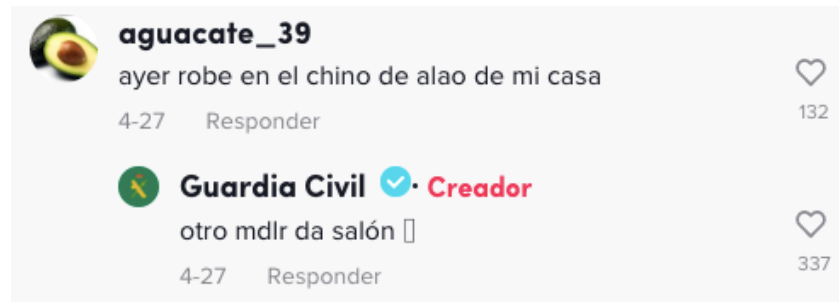 aguacate_39
ayer robe en el chino de alao de mi casa
132
4-27 Responder
Guardia Civil · Creador
otro mdlr da salón ▯
337
4-27 Responder